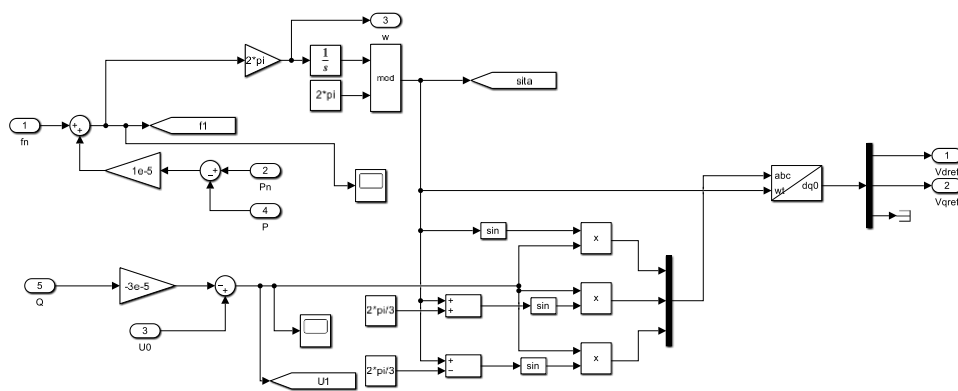 3
w
2*pi
1
s
mod
2*pi
sita
1
fn
+
+
f1
1e-5
+
−
2
Pn
4
P
abc
wt
dq0
1
Vdref
2
Vqref
sin
x
5
Q
-3e-5
−
+
3
U0
U1
2*pi/3
+
+
sin
x
2*pi/3
+
−
sin
x